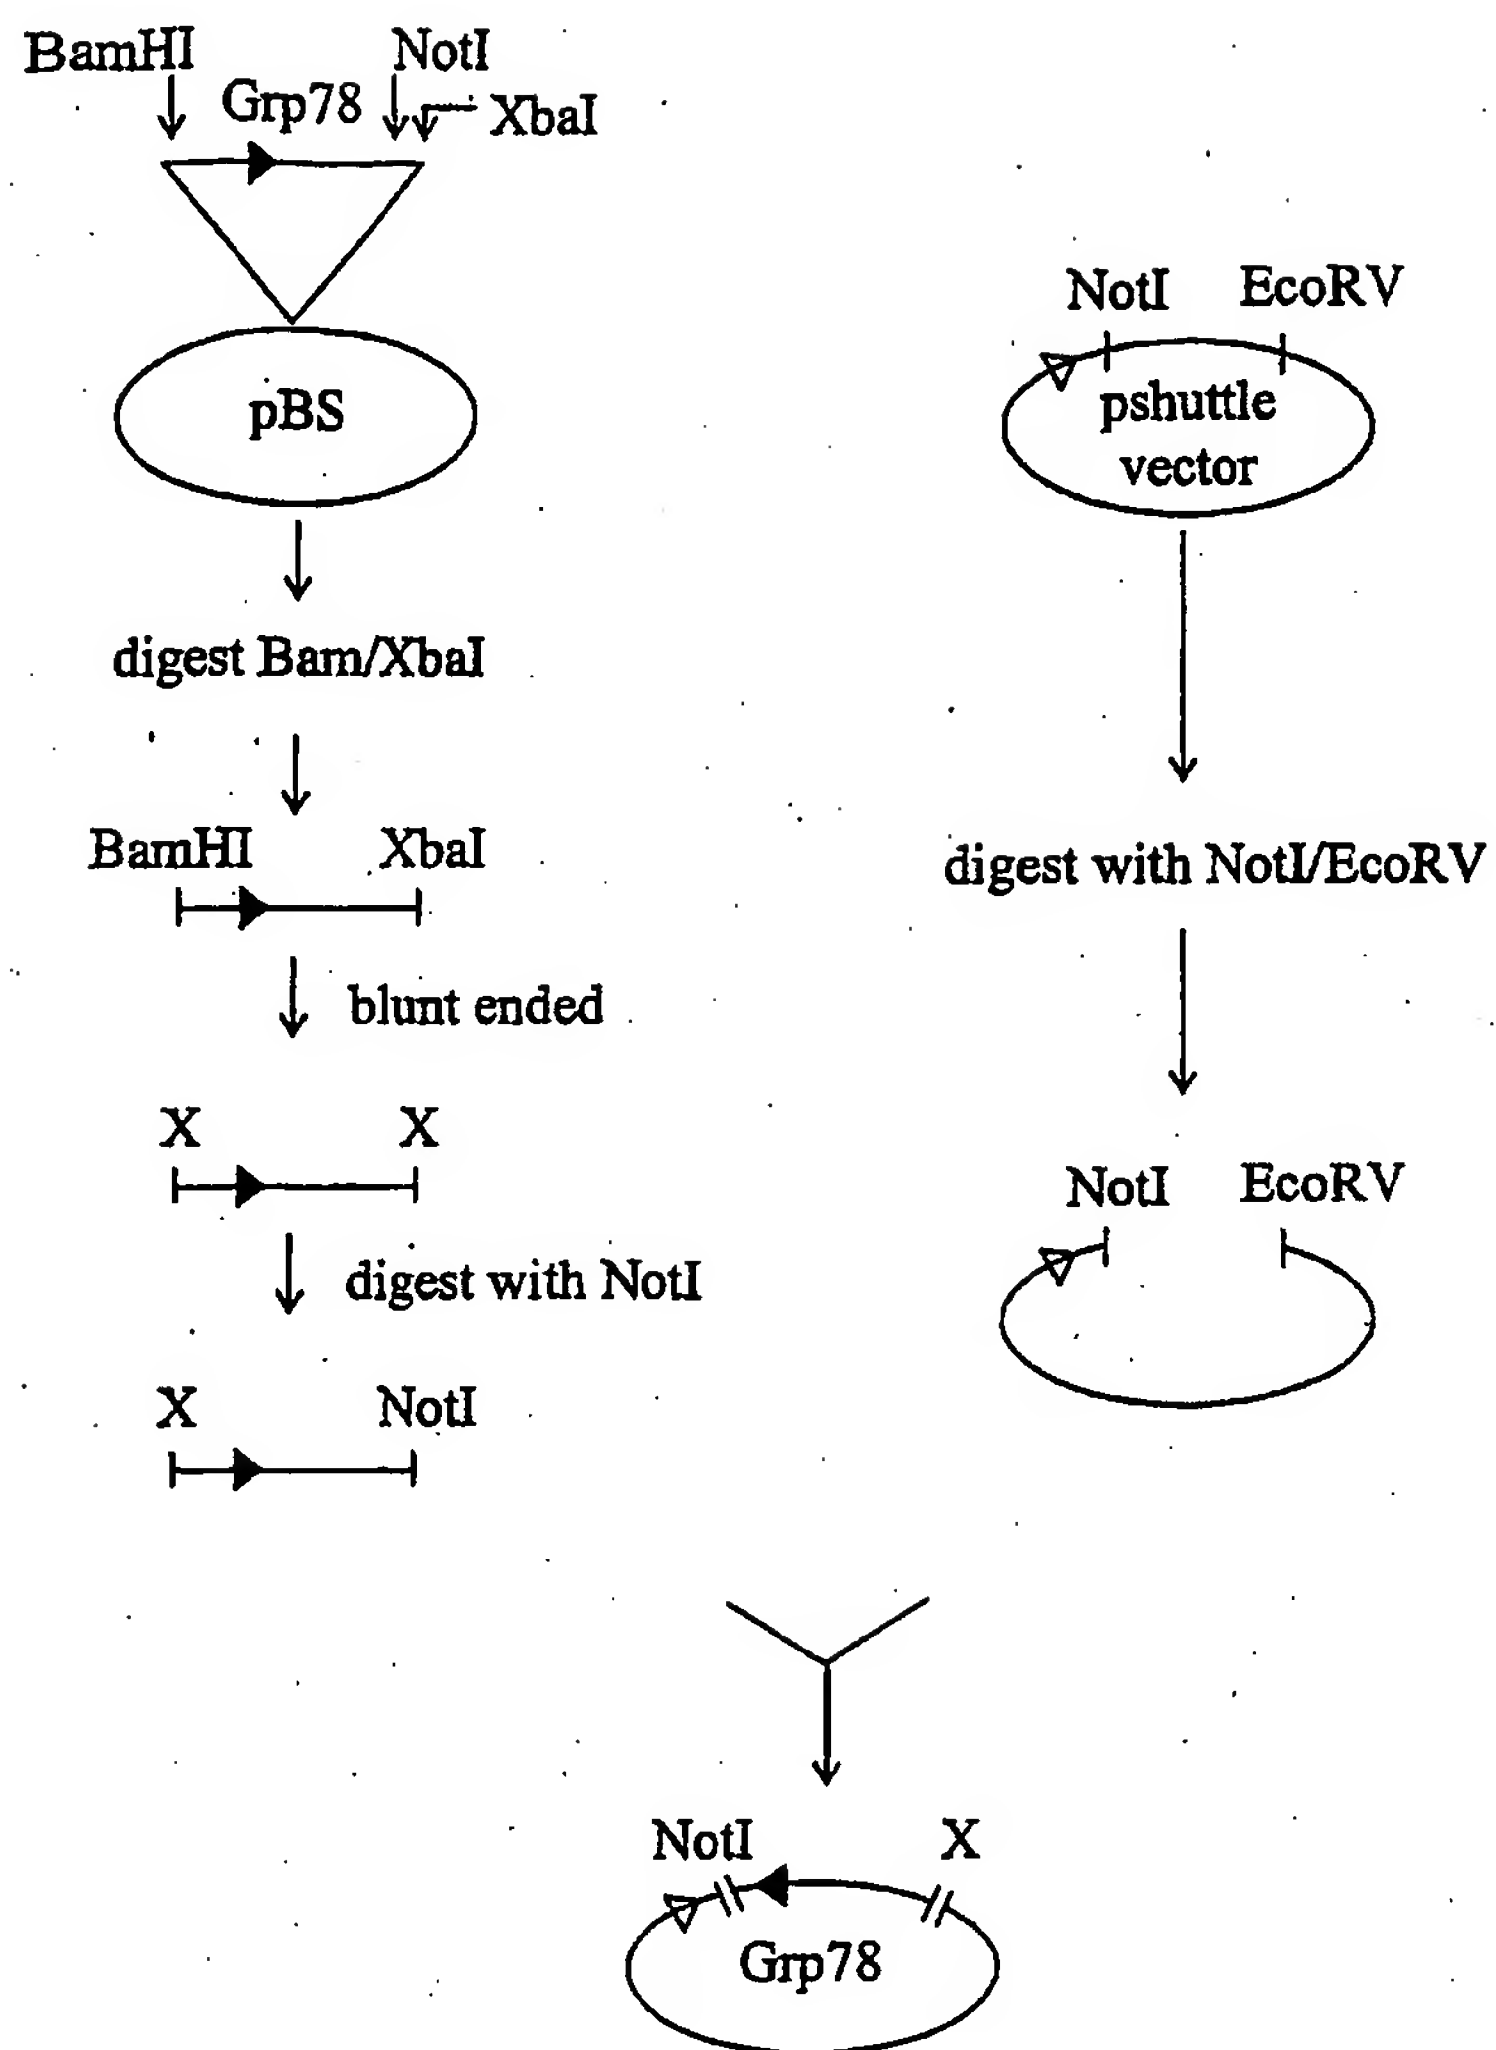 BamHI
NotI
Grp78
XbaI
pBS
digest Bam/XbaI
BamHI XbaI
blunt ended
X X
digest with NotI
X NotI
NotI EcoRV
pshuttle
vector
digest with NotI/EcoRV
NotI EcoRV
NotI X
Grp78